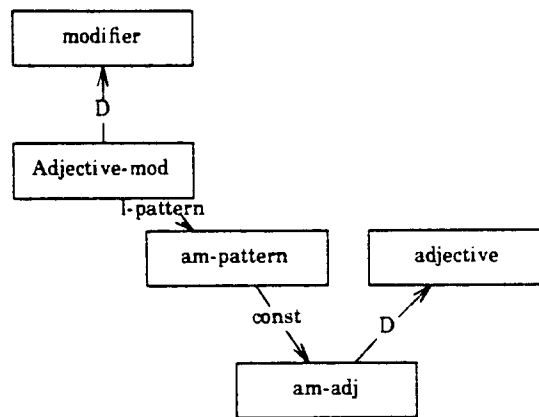 modifier
D
Adjective-mod
l-pattern
am-pattern
adjective
const
D
am-adj